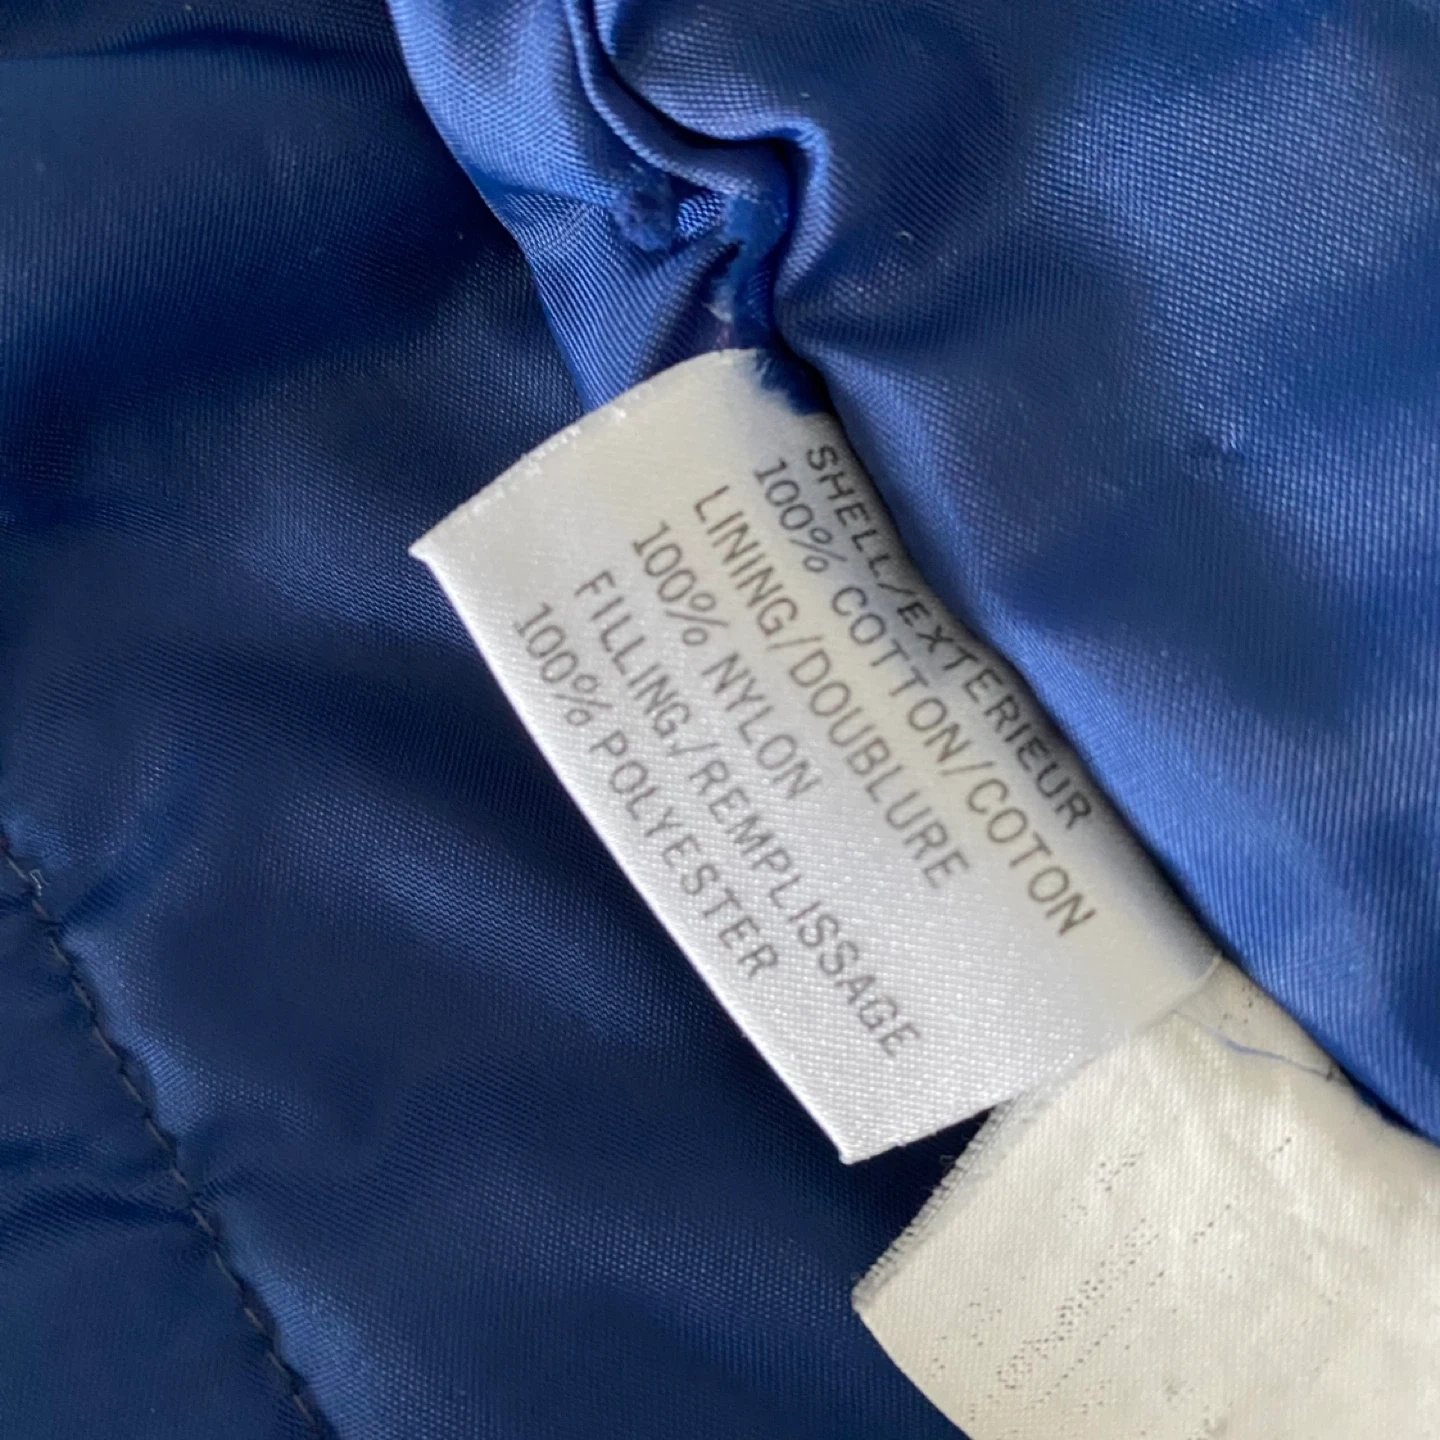 SHELL/EXTERIEUR
100% COTTON/COTON
LINING/DOUBLURE
100% NYLON
FILLING/REMPLISSAGE
100% POLYESTER